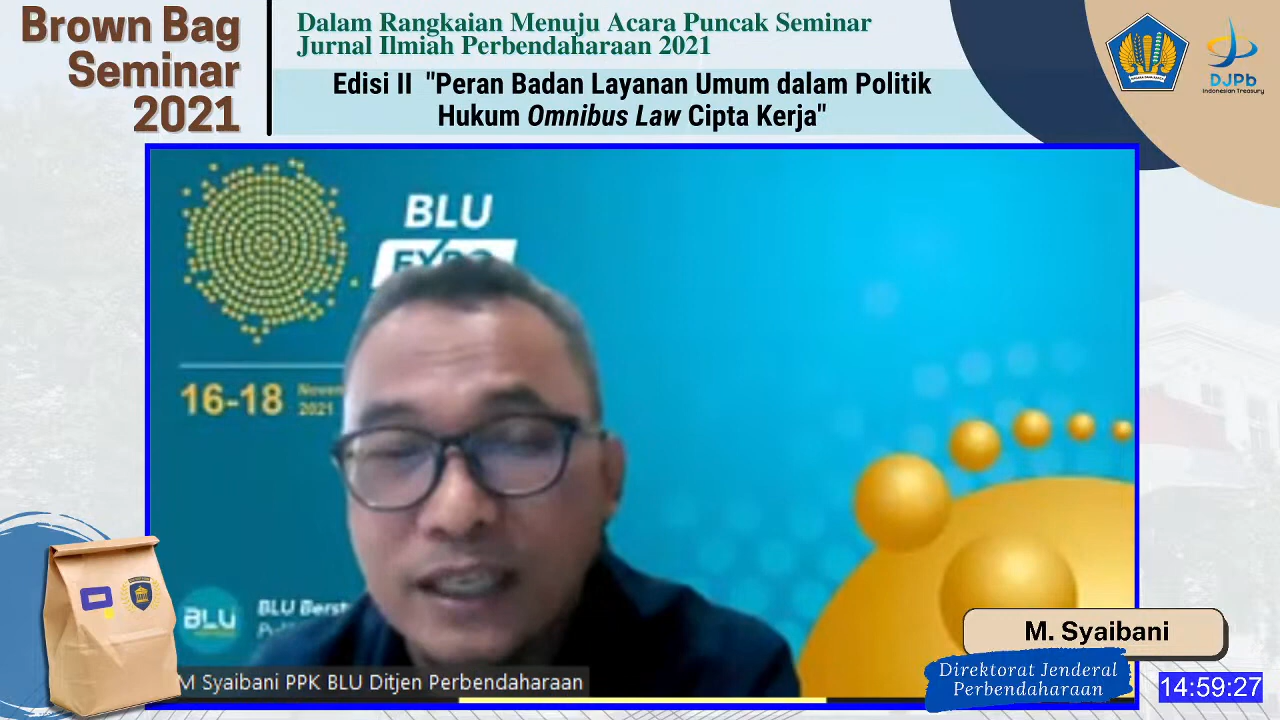 Brown Bag
Seminar
2021
Dalam Rangkaian Menuju Acara Puncak Seminar
Jurnal Ilmiah Perbendaharaan 2021
Edisi II "Peran Badan Layanan Umum dalam Politik
Hukum Omnibus Law Cipta Kerja"
DJPb
Indonesian Treasury
BLU
EXPO
16-18
2021
BLU
BLU
M Syaibani PPK BLU Ditjen Perbendaharaan
M. Syaibani
Direktorat Jenderal
Perbendaharaan
14:59:27